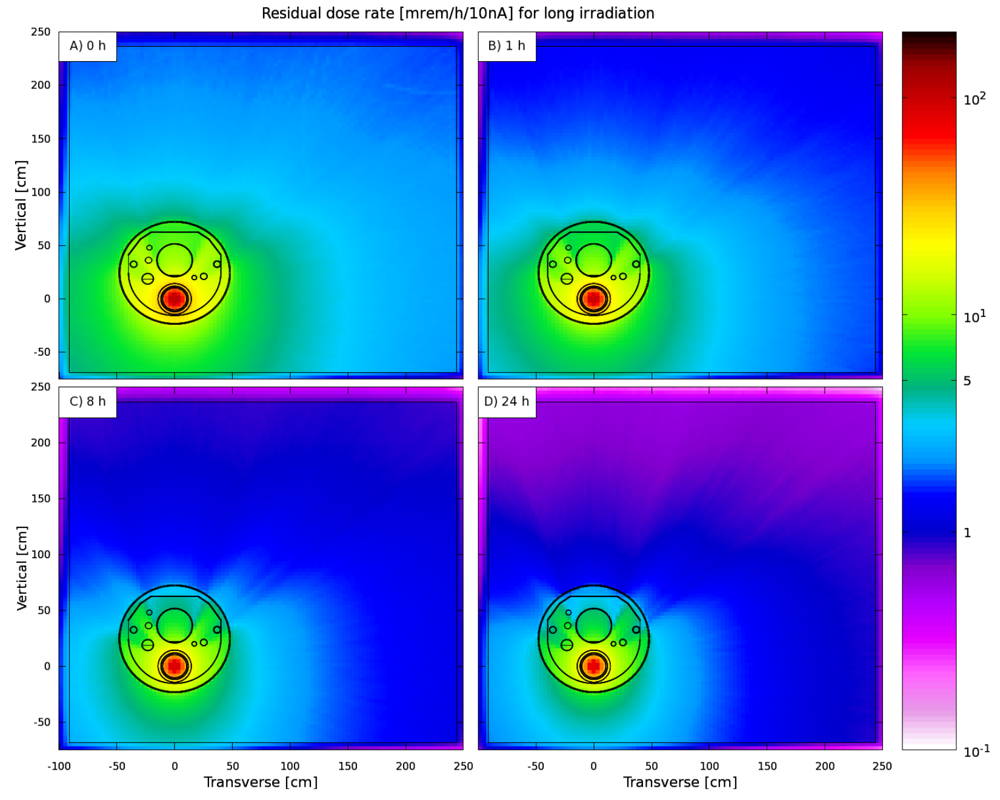 Residual dose rate [mrem/h/10nA] for long irradiation
A) 0 h
B) 1 h
250
200
150
100
50
0
-50
Vertical [cm]
C) 8 h
D) 24 h
250
200
150
100
50
0
-50
Vertical [cm]
-100 -50 0 50 100 150 200 250
Transverse [cm]
-50 0 50 100 150 200 250
Transverse [cm]
10²
10¹
5
1
10⁻¹